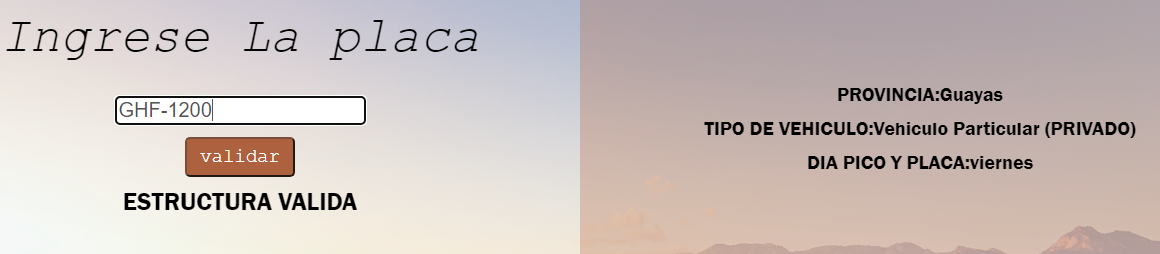 Ingrese La placa
GHF-1200
validar
ESTRUCTURA VALIDA
PROVINCIA:Guayas
TIPO DE VEHICULO:Vehiculo Particular (PRIVADO)
DIA PICO Y PLACA:viernes